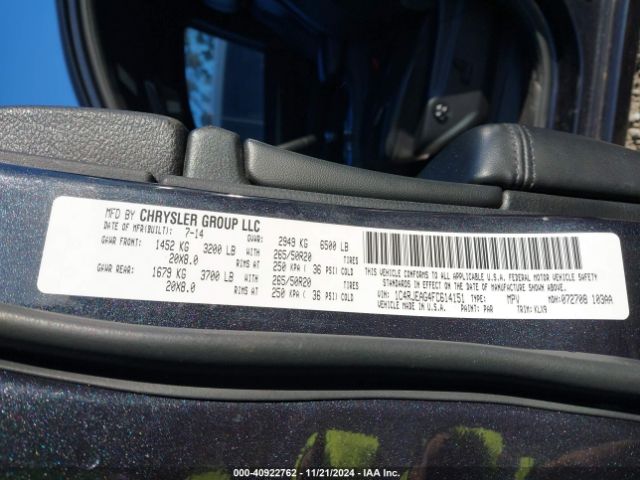 MFD BY CHRYSLER GROUP LLC
DATE OF MFR(BUILT): 7-14 GVWR: 2949 KG 6500 LB
GAWR FRONT: 1452 KG 3200 LB WITH 265/50R20 TIRES
20X8.0 RIMS AT 250 KPA ( 36 PSI) COLD
GAWR REAR: 1679 KG 3700 LB WITH 265/50R20 TIRES
20X8.0 RIMS AT 250 KPA ( 36 PSI) COLD
THIS VEHICLE CONFORMS TO ALL APPLICABLE U.S.A. FEDERAL MOTOR VEHICLE SAFETY
STANDARDS IN EFFECT ON THE DATE OF MANUFACTURE SHOWN ABOVE.
VIN: 1C4RJEAG4FC614151 TYPE: MPV MDH: 072708 103AA
VEHICLE MADE IN U.S.A. PAINT: PAR TRIM: KLX9
000-40922762 - 11/21/2024 - IAA Inc.